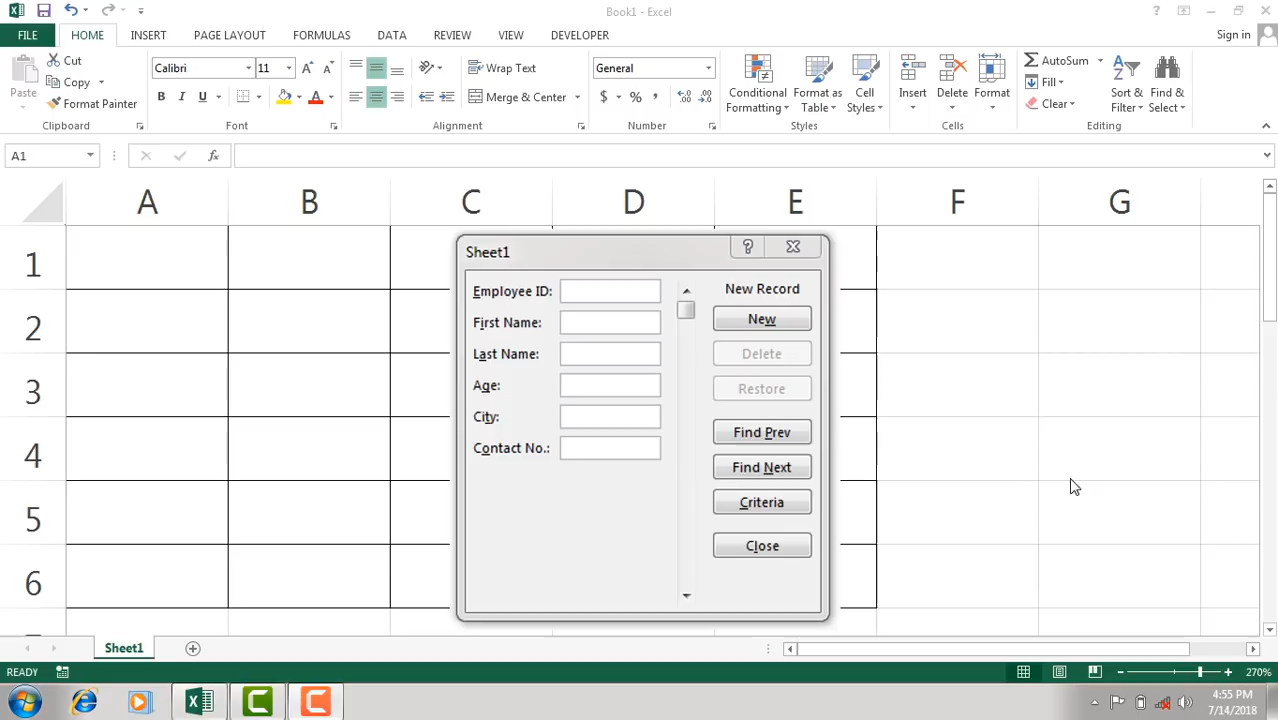 Book1 - Excel
?
FILE HOME INSERT PAGE LAYOUT FORMULAS DATA REVIEW VIEW DEVELOPER Sign in
Paste
Cut
Copy
Format Painter
Clipboard
Calibri 11
B I U A
Font
Wrap Text
Merge & Center
Alignment
General
$ % ,
Number
Conditional Formatting
Format as Table
Cell Styles
Styles
Insert Delete Format
Cells
AutoSum
Fill
Clear
Sort & Filter
Find & Select
Editing
A1 fx
A B C D E F G
1
2
3
4
5
6
Sheet1 ?
Employee ID:
First Name:
Last Name:
Age:
City:
Contact No.:
New Record
New
Delete
Restore
Find Prev
Find Next
Criteria
Close
Sheet1
READY 270%
4:55 PM
7/14/2018